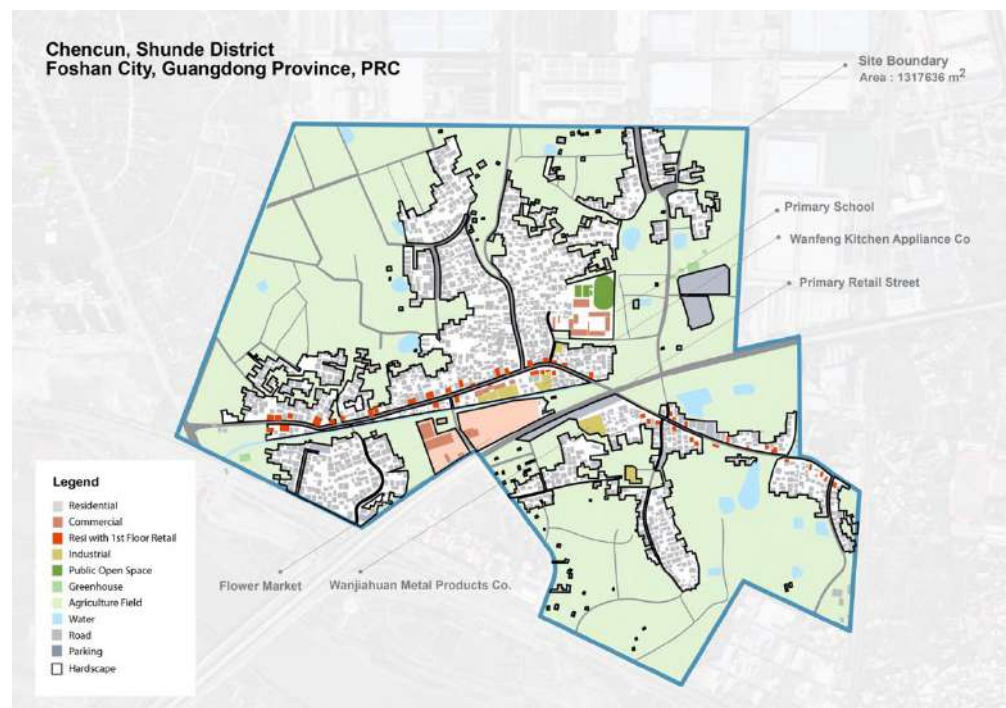 Chencun, Shunde District
Foshan City, Guangdong Province, PRC
Site Boundary
Area : 1317636 m2
Primary School
Wanfeng Kitchen Appliance Co
Primary Retail Street
Flower Market
Wanjiahuan Metal Products Co.
Legend
Residential
Commercial
Resi with 1st Floor Retail
Industrial
Public Open Space
Greenhouse
Agriculture Field
Water
Road
Parking
Hardscape